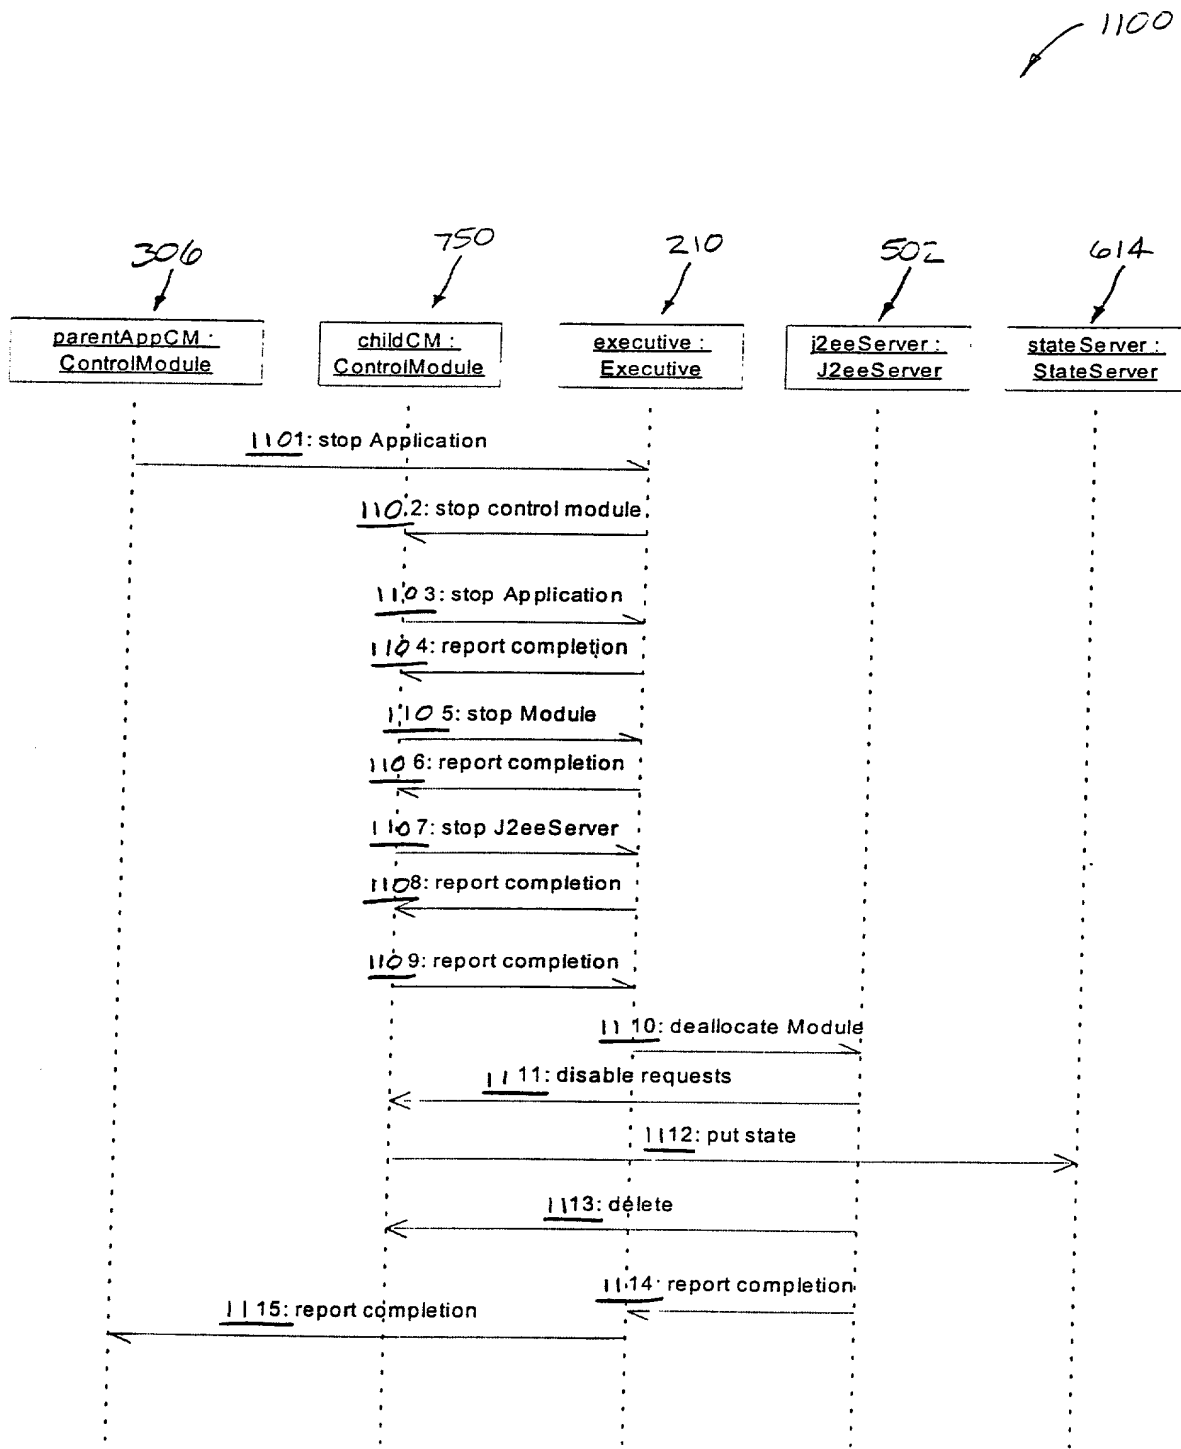 1100
306
750
210
502
614
parentAppCM :
ControlModule
childCM :
ControlModule
executive :
Executive
j2eeServer :
J2eeServer
stateServer :
StateServer
1101: stop Application
1102: stop control module
1103: stop Application
1104: report completion
1105: stop Module
1106: report completion
1107: stop J2eeServer
1108: report completion
1109: report completion
1110: deallocate Module
1111: disable requests
1112: put state
1113: delete
1114: report completion
1115: report completion